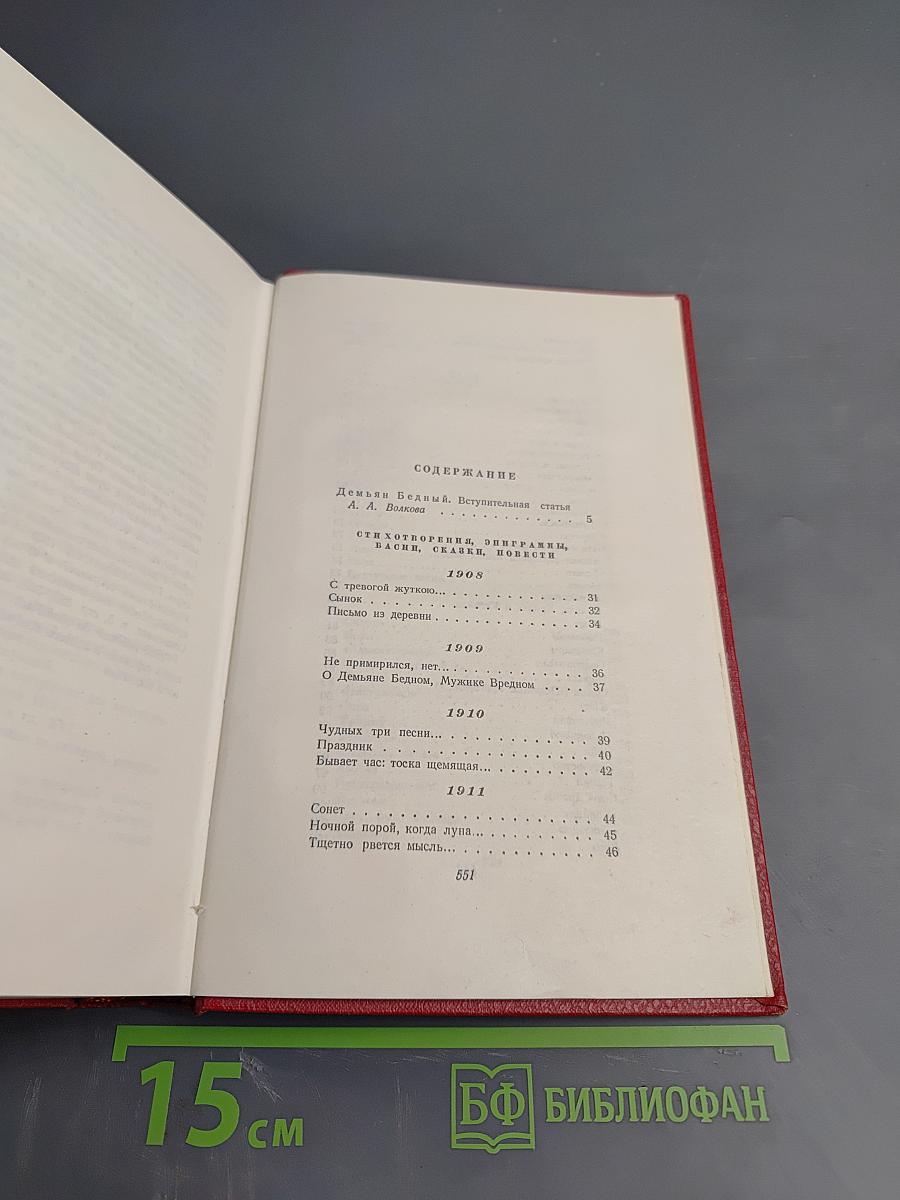 СОДЕРЖАНИЕ
Демьян Бедный. Вступительная статья
А. А. Волкова . . . . . . . . . . . . . 5
СТИХОТВОРЕНИЯ, ЭПИГРАММЫ,
БАСНИ, СКАЗКИ, ПОВЕСТИ
1908
С тревогой жуткою... . . . . . . . . . . . . 31
Сынок . . . . . . . . . . . . . . . . . . 32
Письмо из деревни . . . . . . . . . . . . . . 34
1909
Не примирился, нет... . . . . . . . . . . . . 36
О Демьяне Бедном, Мужике Вредном . . . . 37
1910
Чудных три песни... . . . . . . . . . . . . . 39
Праздник . . . . . . . . . . . . . . . . . . 40
Бывает час: тоска щемящая... . . . . . . . . . 42
1911
Сонет . . . . . . . . . . . . . . . . . . . . 44
Ночной порой, когда луна... . . . . . . . . . . 45
Тщетно рвется мысль... . . . . . . . . . . . . 46
551
15 см
БФ БИБЛИОФАН